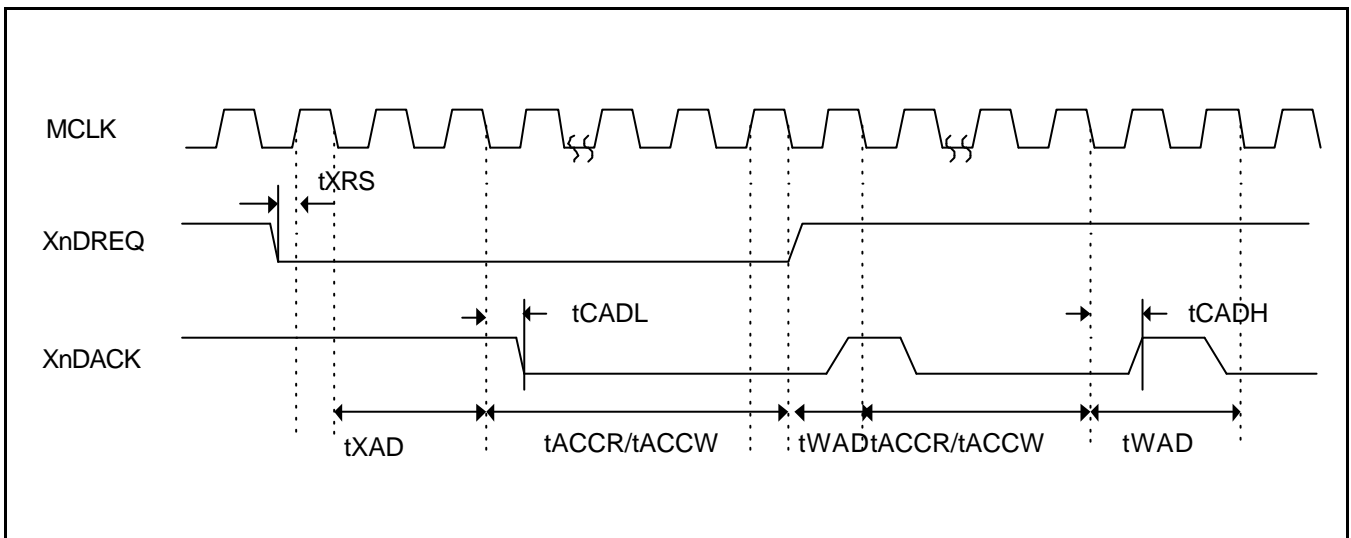 MCLK
tXRS
XnDREQ
tCADL
tCADH
XnDACK
tXAD
tACCR/tACCW
tWAD
tACCR/tACCW
tWAD